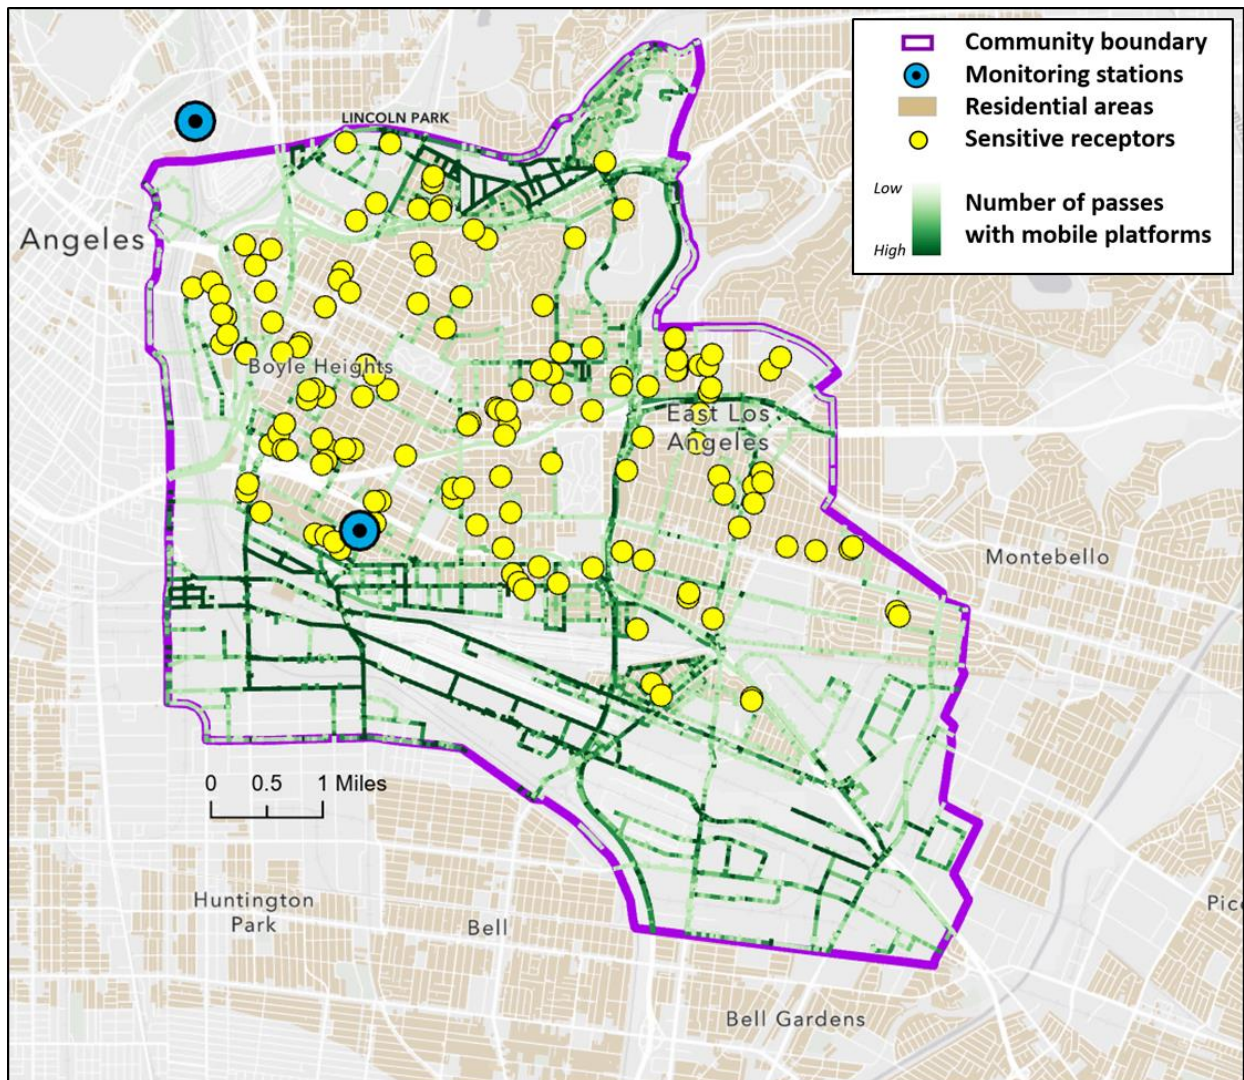 Community boundary
Monitoring stations
Residential areas
Sensitive receptors
Low
High
Number of passes
with mobile platforms
LINCOLN PARK
Angeles
Boyle Heights
East Los
Angeles
Montebello
0 0.5 1 Miles
Huntington
Park
Bell
Pico
Bell Gardens